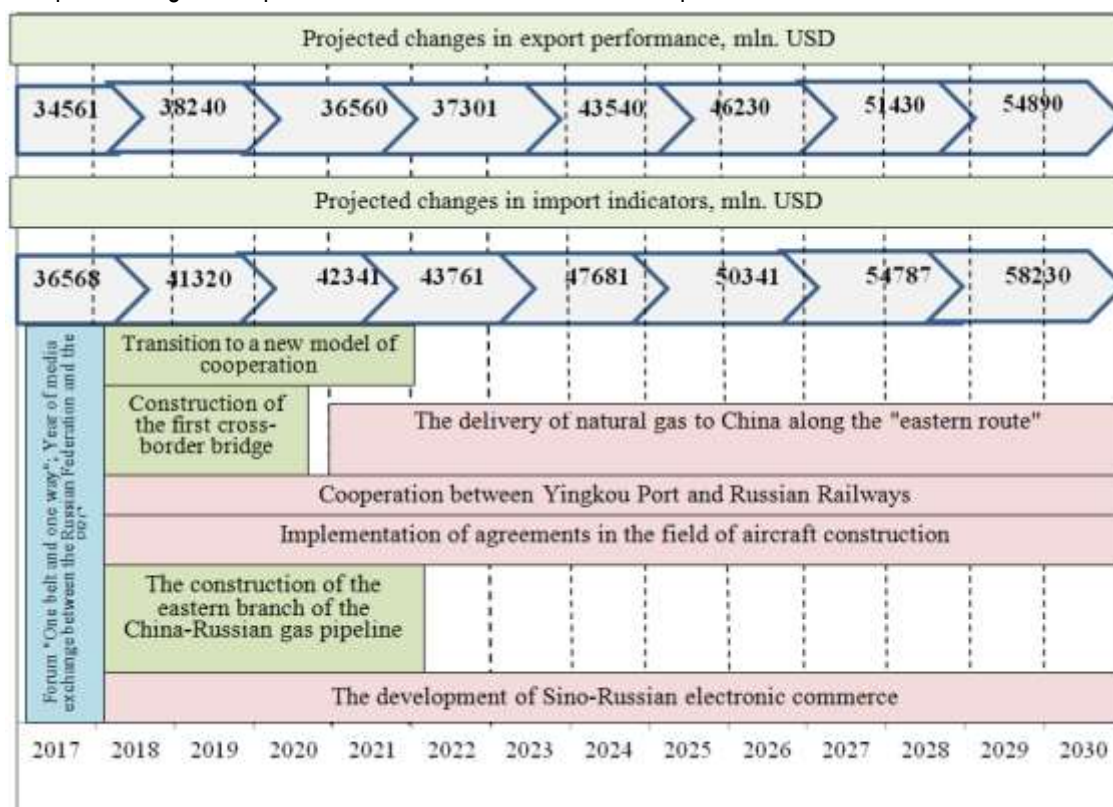 Projected changes in export performance, mln. USD
34561 38240 36560 37301 43540 46230 51430 54890
Projected changes in import indicators, mln. USD
36568 41320 42341 43761 47681 50341 54787 58230
Forum "One belt and one way"; Year of media
exchange between the Russian Federation and the
Transition to a new model of
cooperation
Construction of
the first cross-
border bridge
The delivery of natural gas to China along the "eastern route"
Cooperation between Yingkou Port and Russian Railways
Implementation of agreements in the field of aircraft construction
The construction of the
eastern branch of the
China-Russian gas pipeline
The development of Sino-Russian electronic commerce
2017 2018 2019 2020 2021 2022 2023 2024 2025 2026 2027 2028 2029 2030